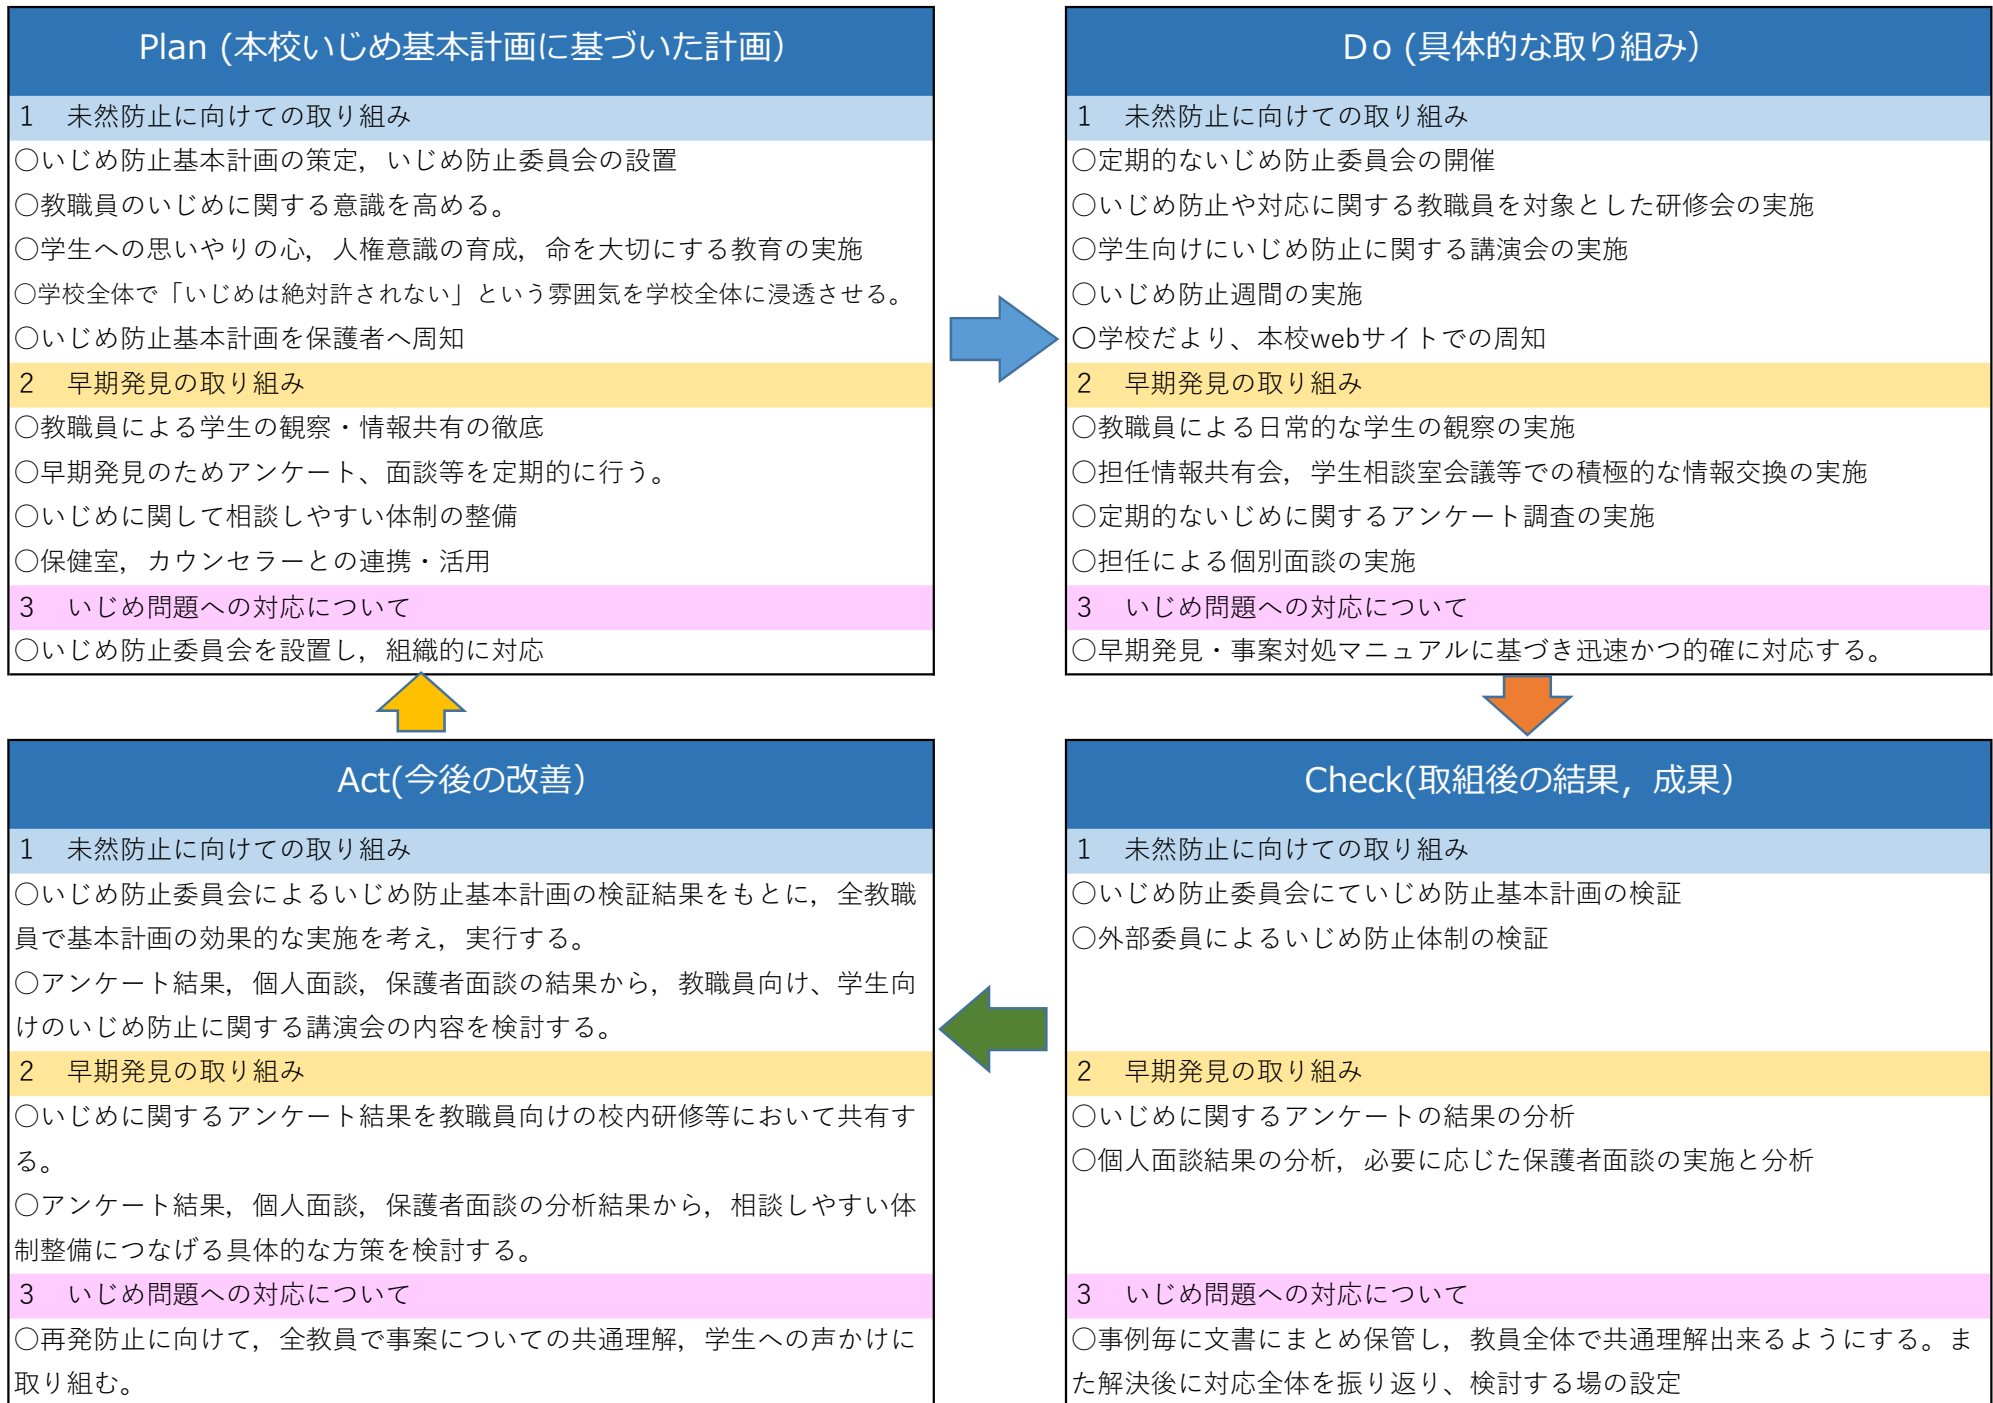 Plan (本校いじめ基本計画に基づいた計画）
1　未然防止に向けての取り組み
○いじめ防止基本計画の策定，いじめ防止委員会の設置
○教職員のいじめに関する意識を高める。
○学生への思いやりの心，人権意識の育成，命を大切にする教育の実施
○学校全体で「いじめは絶対許されない」という雰囲気を学校全体に浸透させる。
○いじめ防止基本計画を保護者へ周知
2　早期発見の取り組み
○教職員による学生の観察・情報共有の徹底
○早期発見のためアンケート、面談等を定期的に行う。
○いじめに関して相談しやすい体制の整備
○保健室，カウンセラーとの連携・活用
3　いじめ問題への対応について
○いじめ防止委員会を設置し，組織的に対応
Ｄｏ (具体的な取り組み）
1　未然防止に向けての取り組み
○定期的ないじめ防止委員会の開催
○いじめ防止や対応に関する教職員を対象とした研修会の実施
○学生向けにいじめ防止に関する講演会の実施
○いじめ防止週間の実施
○学校だより、本校webサイトでの周知
2　早期発見の取り組み
○教職員による日常的な学生の観察の実施
○担任情報共有会，学生相談室会議等での積極的な情報交換の実施
○定期的ないじめに関するアンケート調査の実施
○担任による個別面談の実施
3　いじめ問題への対応について
○早期発見・事案対処マニュアルに基づき迅速かつ的確に対応する。
Act(今後の改善）
1　未然防止に向けての取り組み
○いじめ防止委員会によるいじめ防止基本計画の検証結果をもとに，全教職
員で基本計画の効果的な実施を考え，実行する。
○アンケート結果，個人面談，保護者面談の結果から，教職員向け、学生向
けのいじめ防止に関する講演会の内容を検討する。
2　早期発見の取り組み
○いじめに関するアンケート結果を教職員向けの校内研修等において共有す
る。
○アンケート結果，個人面談，保護者面談の分析結果から，相談しやすい体
制整備につなげる具体的な方策を検討する。
3　いじめ問題への対応について
○再発防止に向けて，全教員で事案についての共通理解，学生への声かけに
取り組む。
Check(取組後の結果，成果）
1　未然防止に向けての取り組み
○いじめ防止委員会にていじめ防止基本計画の検証
○外部委員によるいじめ防止体制の検証
2　早期発見の取り組み
○いじめに関するアンケートの結果の分析
○個人面談結果の分析，必要に応じた保護者面談の実施と分析
3　いじめ問題への対応について
○事例毎に文書にまとめ保管し，教員全体で共通理解出来るようにする。ま
た解決後に対応全体を振り返り、検討する場の設定